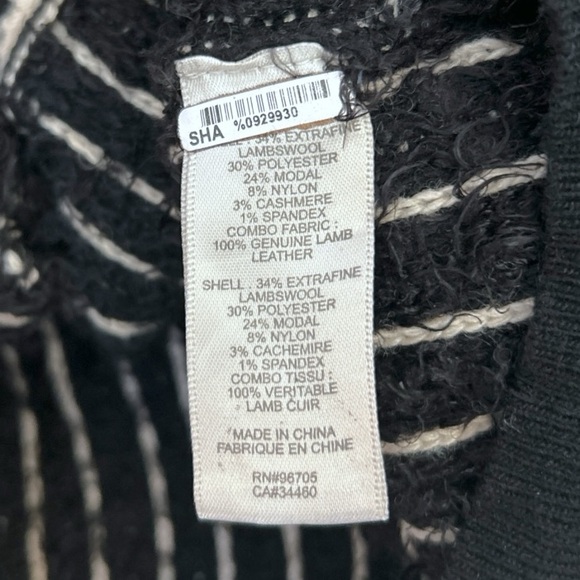 SHA %0929930
SHELL : 34% EXTRAFINE
LAMBSWOOL
30% POLYESTER
24% MODAL
8% NYLON
3% CASHMERE
1% SPANDEX
COMBO FABRIC :
100% GENUINE LAMB
LEATHER
SHELL . 34% EXTRAFINE
LAMBSWOOL
30% POLYESTER
24% MODAL
8% NYLON
3% CACHEMIRE
1% SPANDEX
COMBO TISSU :
100% VERITABLE
LAMB CUIR
MADE IN CHINA
FABRIQUE EN CHINE
RN#96705
CA#34460